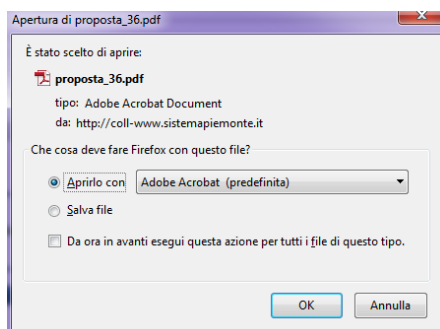 Apertura di proposta_36.pdf
È stato scelto di aprire:
proposta_36.pdf
tipo: Adobe Acrobat Document
da: http://coll-www.sistemapiemonte.it
Che cosa deve fare Firefox con questo file?
Aprirlo con Adobe Acrobat (predefinita)
Salva file
Da ora in avanti esegui questa azione per tutti i file di questo tipo.
OK Annulla